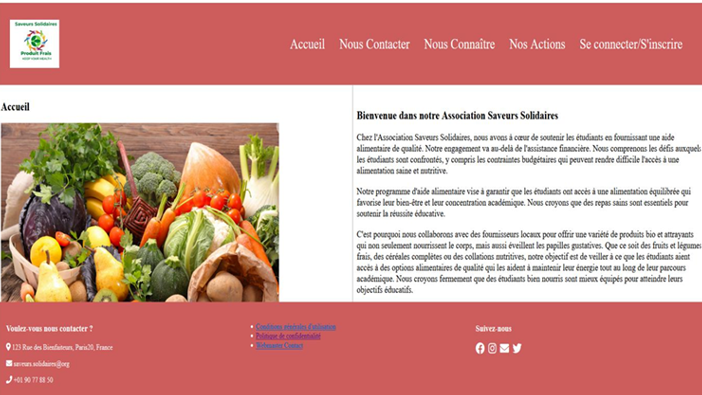 Saveurs Solidaires
Produit Frais
Accueil Nous Contacter Nous Connaître Nos Actions Se connecter/S'inscrire
Accueil
Bienvenue dans notre Association Saveurs Solidaires
Chez l'Association Saveurs Solidaires, nous avons à cœur de soutenir les étudiants en fournissant une aide
alimentaire de qualité. Notre engagement va au-delà de l'assistance financière. Nous comprenons les défis auxquels
les étudiants sont confrontés, y compris les contraintes budgétaires qui peuvent rendre difficile l'accès à une
alimentation saine et nutritive.
Notre programme d'aide alimentaire vise à garantir que les étudiants ont accès à une alimentation équilibrée qui
favorise leur bien-être et leur concentration académique. Nous croyons que des repas sains sont essentiels pour
soutenir la réussite éducative.
C'est pourquoi nous collaborons avec des fournisseurs locaux pour offrir une variété de produits bio et attrayants
qui non seulement nourrissent le corps, mais aussi éveillent les papilles gustatives. Que ce soit des fruits et légumes
frais, des céréales complètes ou des collations nutritives, notre objectif est de veiller à ce que les étudiants aient
accès à des options alimentaires de qualité qui les aident à maintenir leur énergie tout au long de leur parcours
académique. Nous croyons fermement que des étudiants bien nourris sont mieux équipés pour atteindre leurs
objectifs éducatifs.
Voulez-vous nous contacter ?
123 Rue des Bienfaiteurs, Paris20, France
saveurs.solidaires@org
+01 90 77 88 50
Conditions générales d'utilisation
Politique de confidentialité
Webmaster Contact
Suivez-nous